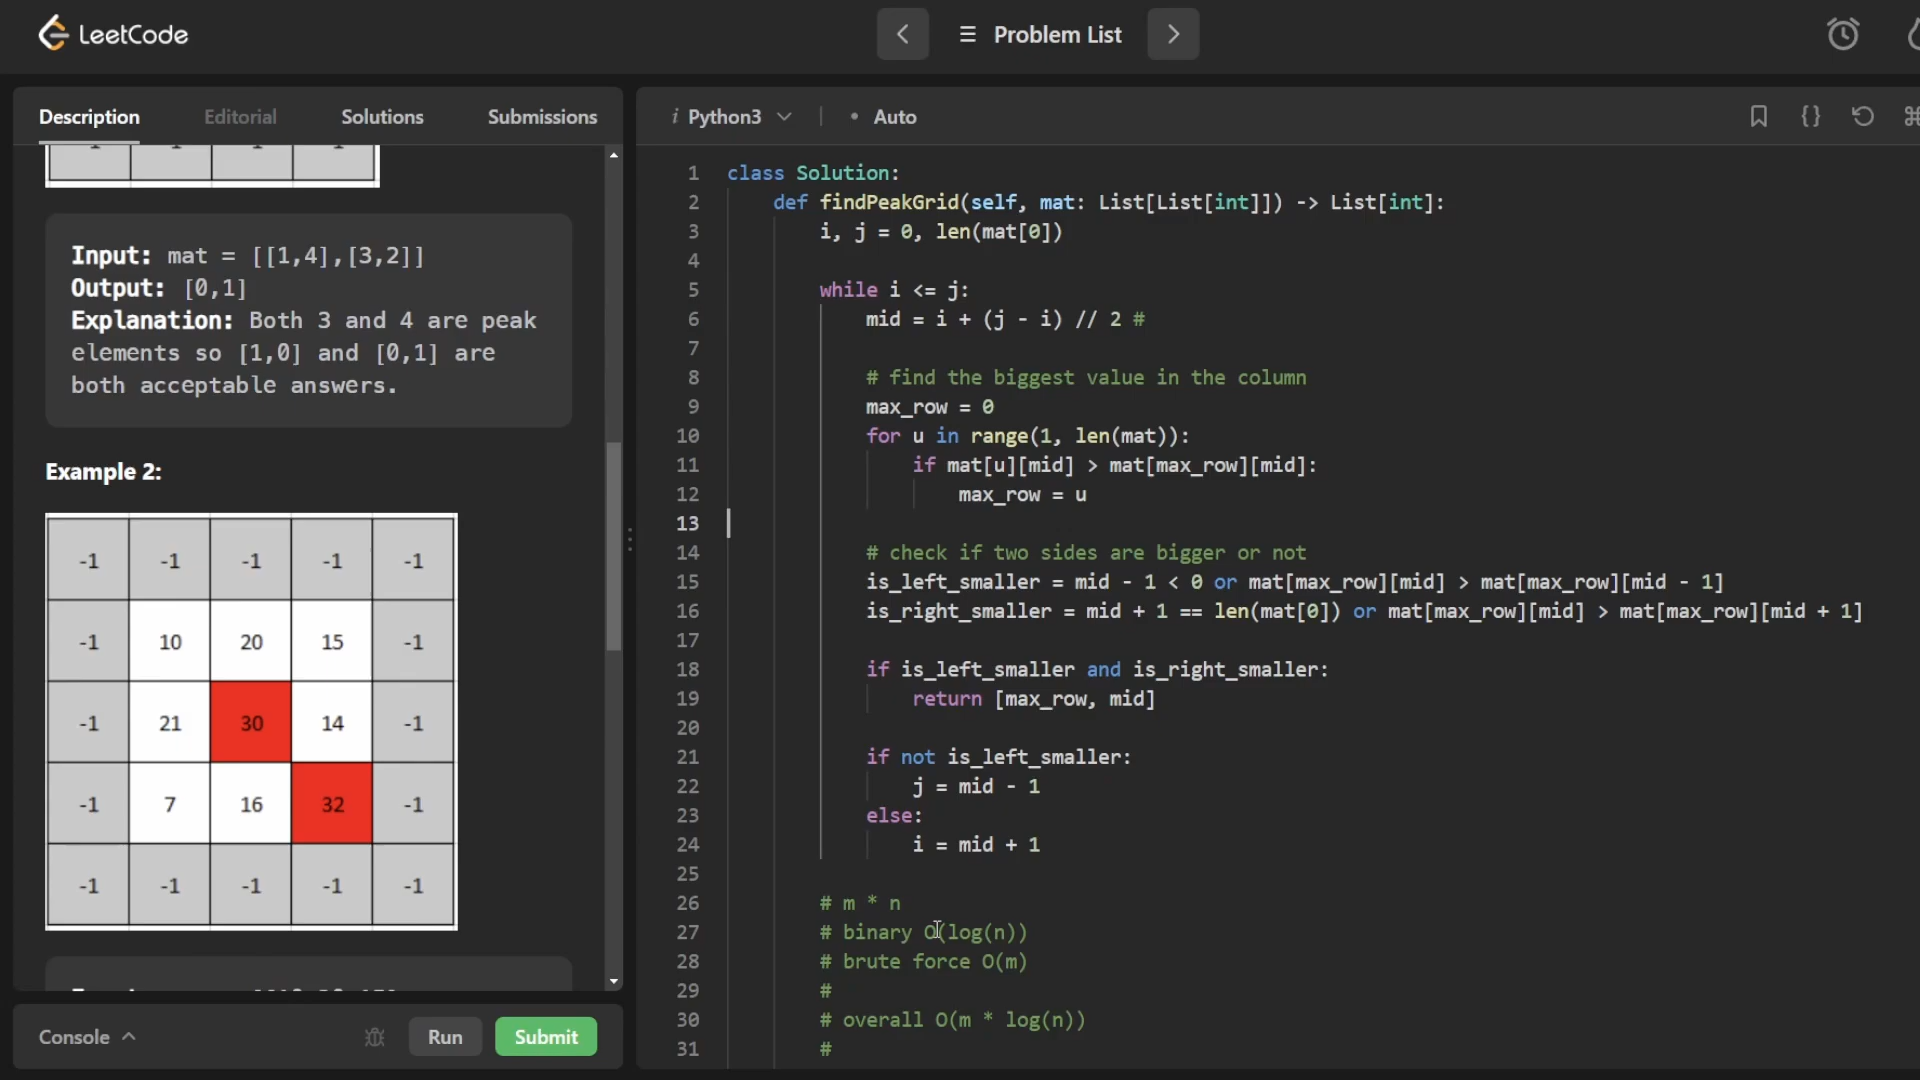 LeetCode
Problem List
Description Editorial Solutions Submissions
Input: mat = [[1,4],[3,2]]
Output: [0,1]
Explanation: Both 3 and 4 are peak
elements so [1,0] and [0,1] are
both acceptable answers.
Example 2:
-1 -1 -1 -1 -1
-1 10 20 15 -1
-1 21 30 14 -1
-1 7 16 32 -1
-1 -1 -1 -1 -1
Console Run Submit
i Python3 • Auto
1 class Solution:
2 def findPeakGrid(self, mat: List[List[int]]) -> List[int]:
3 i, j = 0, len(mat[0])
4
5 while i <= j:
6 mid = i + (j - i) // 2 #
7
8 # find the biggest value in the column
9 max_row = 0
10 for u in range(1, len(mat)):
11 if mat[u][mid] > mat[max_row][mid]:
12 max_row = u
13
14 # check if two sides are bigger or not
15 is_left_smaller = mid - 1 < 0 or mat[max_row][mid] > mat[max_row][mid - 1]
16 is_right_smaller = mid + 1 == len(mat[0]) or mat[max_row][mid] > mat[max_row][mid + 1]
17
18 if is_left_smaller and is_right_smaller:
19 return [max_row, mid]
20
21 if not is_left_smaller:
22 j = mid - 1
23 else:
24 i = mid + 1
25
26 # m * n
27 # binary O(log(n))
28 # brute force O(m)
29 #
30 # overall O(m * log(n))
31 #